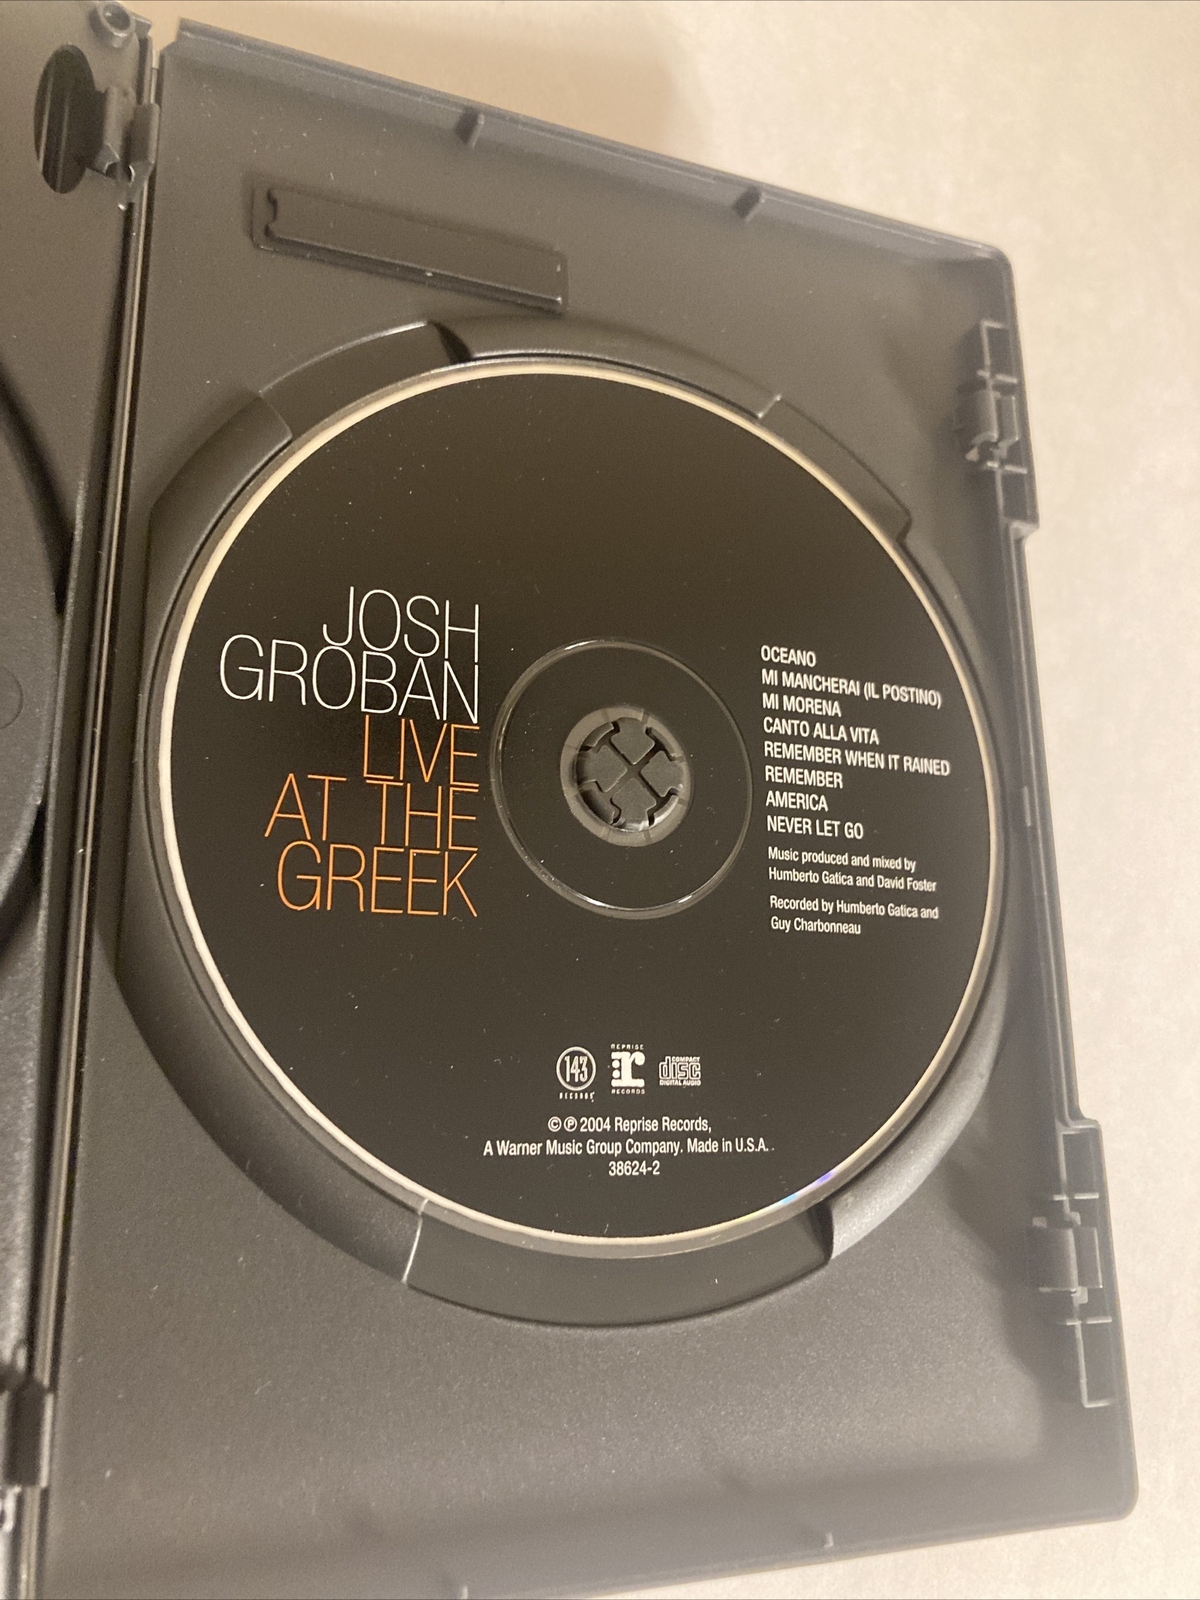 JOSH
GROBAN
LIVE
AT THE
GREEK
OCEANO
MI MANCHERAI (IL POSTINO)
MI MORENA
CANTO ALLA VITA
REMEMBER WHEN IT RAINED
REMEMBER
AMERICA
NEVER LET GO
Music produced and mixed by
Humberto Gatica and David Foster
Recorded by Humberto Gatica and
Guy Charbonneau
143
RECORDS
REPRISE
r
RECORDS
COMPACT
disc
DIGITAL AUDIO
©℗ 2004 Reprise Records,
A Warner Music Group Company. Made in U.S.A.
38624-2